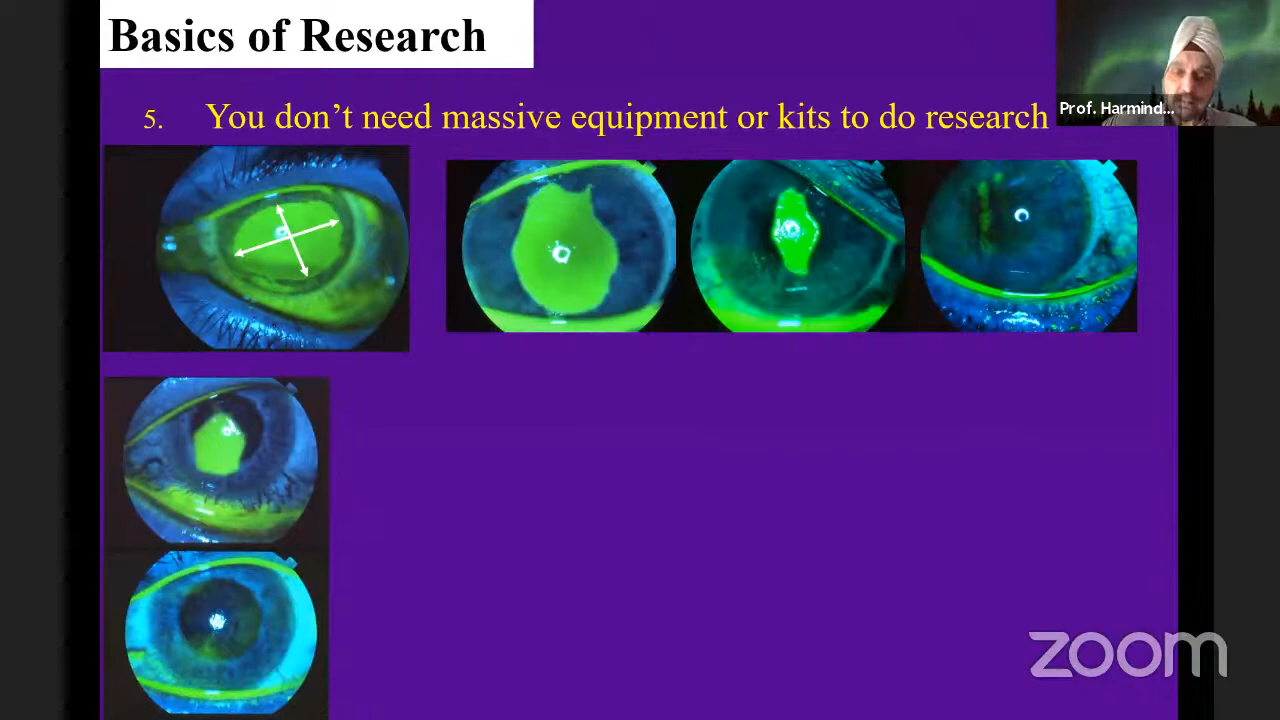 Basics of Research
5. You don't need massive equipment or kits to do research
Prof. Harmind...
zoom